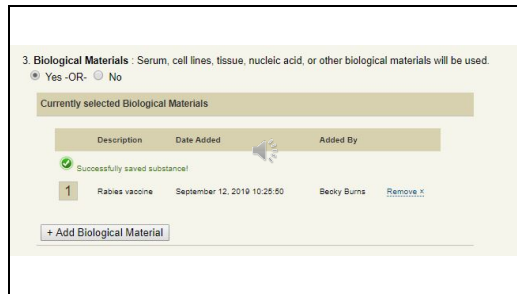 3. Biological Materials : Serum, cell lines, tissue, nucleic acid, or other biological materials will be used.
Yes -OR- No
Currently selected Biological Materials
Description Date Added Added By
Successfully saved substance!
1 Rabies vaccine September 12, 2019 10:25:50 Becky Burns Remove ×
+ Add Biological Material